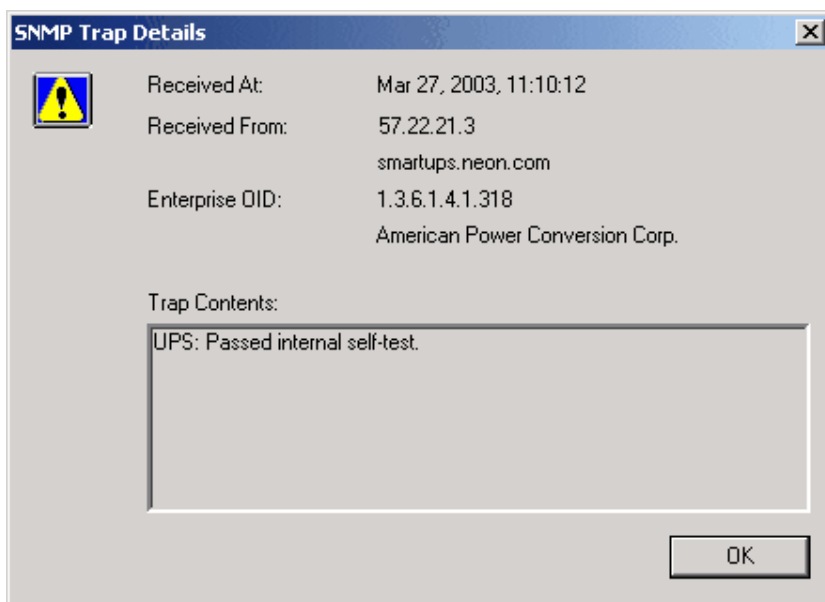 SNMP Trap Details
Received At: Mar 27, 2003, 11:10:12
Received From: 57.22.21.3
smartups.neon.com
Enterprise OID: 1.3.6.1.4.1.318
American Power Conversion Corp.
Trap Contents:
UPS: Passed internal self-test.
OK